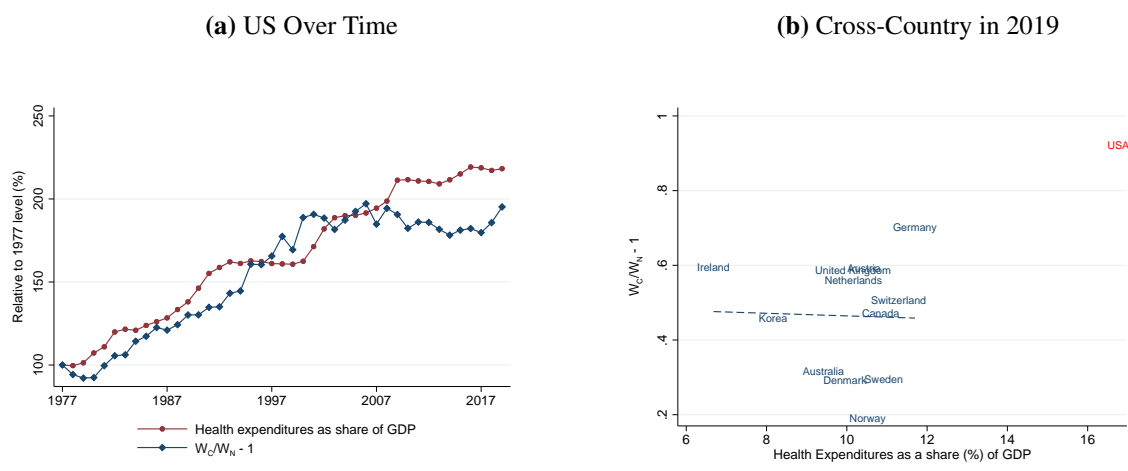 (a) US Over Time
250
200
150
100
Relative to 1977 level (%)
1977 1987 1997 2007 2017
Health expenditures as share of GDP
W_C/W_N - 1
(b) Cross-Country in 2019
1
.8
.6
.4
.2
W_C/W_N - 1
USA
Germany
Ireland
Austria
United Kingdom
Netherlands
Switzerland
Canada
Korea
Australia
Denmark
Sweden
Norway
6 8 10 12 14 16
Health Expenditures as a share (%) of GDP